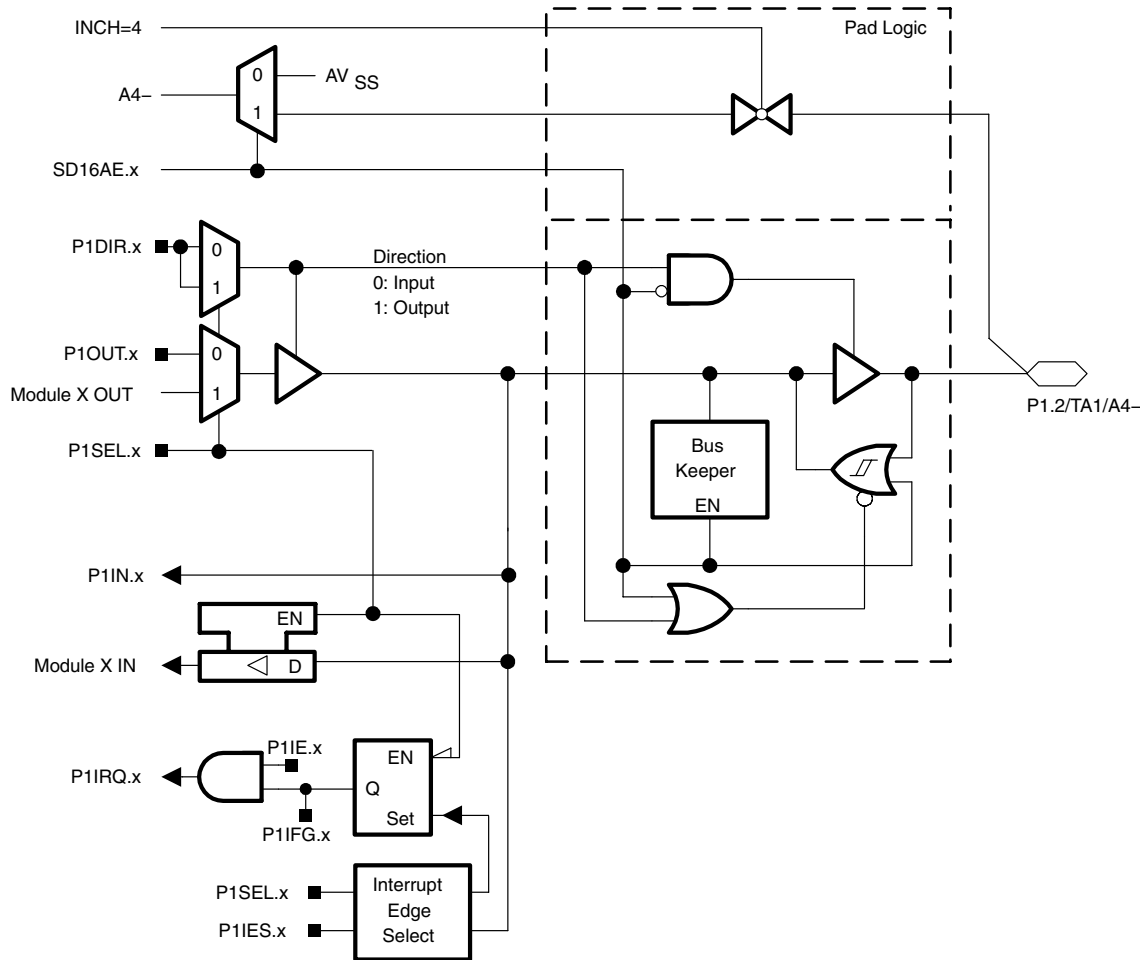 INCH=4
Pad Logic
0
AV SS
A4–
1
SD16AE.x
P1DIR.x
0
1
Direction
0: Input
1: Output
P1OUT.x
0
Module X OUT
1
P1.2/TA1/A4–
P1SEL.x
Bus
Keeper
EN
P1IN.x
EN
Module X IN
D
P1IE.x
EN
P1IRQ.x
Q
Set
P1IFG.x
P1SEL.x
Interrupt
Edge
Select
P1IES.x